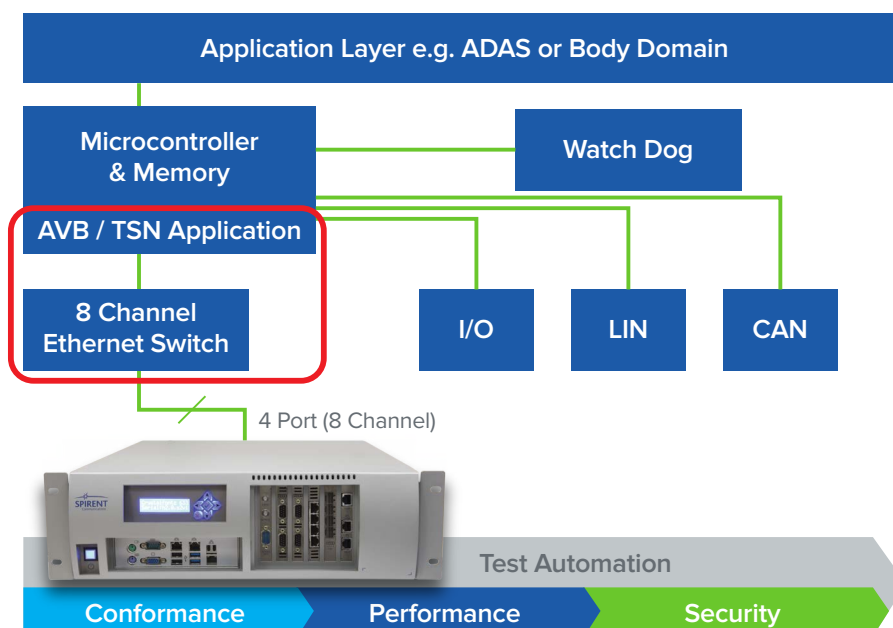 Application Layer e.g. ADAS or Body Domain
Microcontroller
& Memory
Watch Dog
AVB / TSN Application
8 Channel
Ethernet Switch
I/O
LIN
CAN
4 Port (8 Channel)
SPIRENT
Test Automation
Conformance
Performance
Security